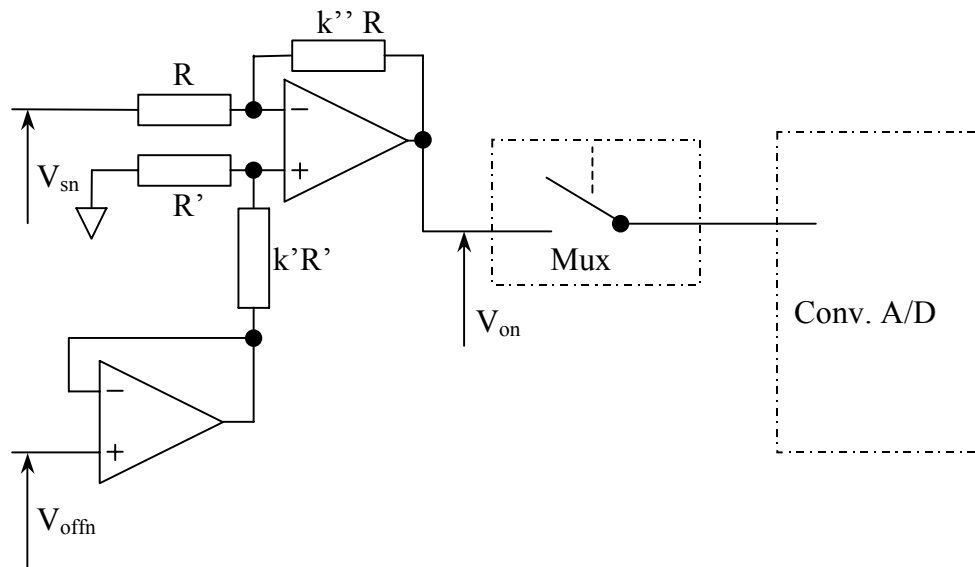 k’’ R
R
−
+
V_sn
R’
k’R’
Mux
V_on
Conv. A/D
−
+
V_offn